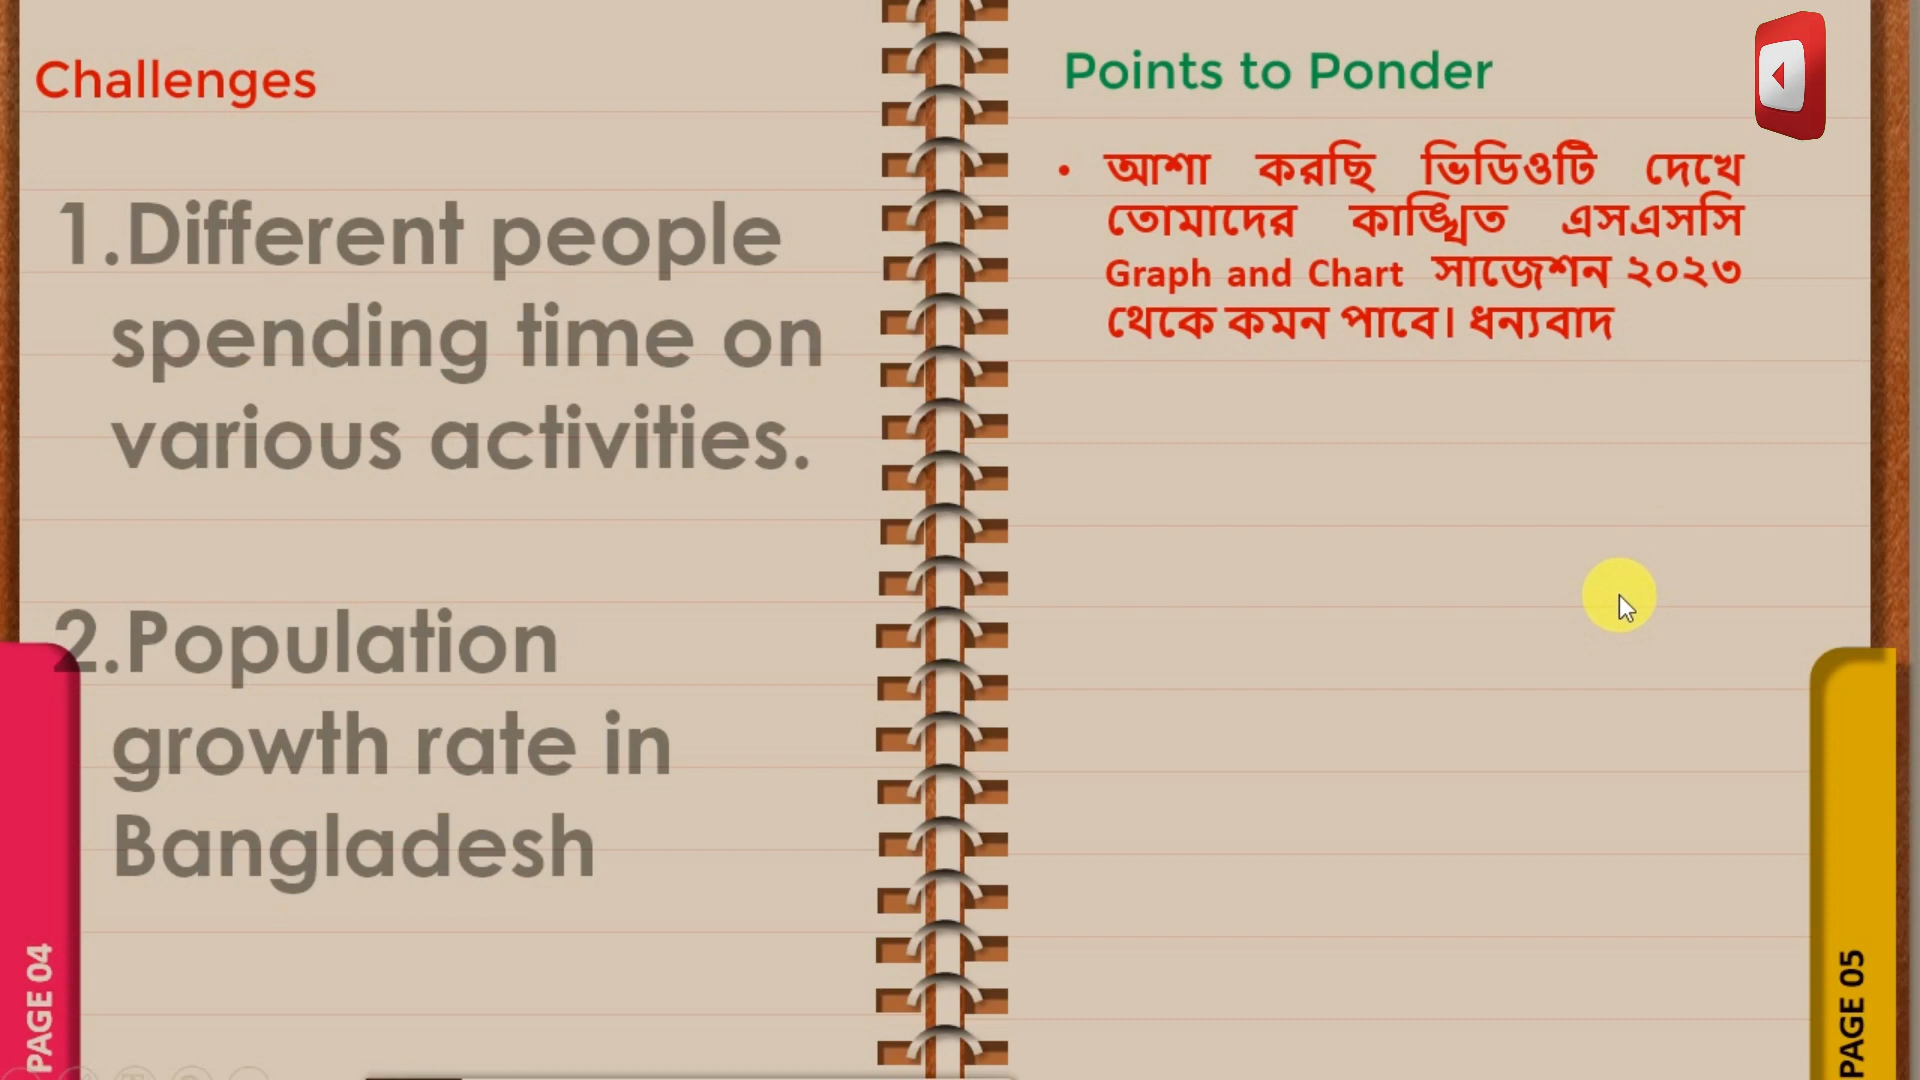 Challenges
1.Different people
spending time on
various activities.
2.Population
growth rate in
Bangladesh
PAGE 04
Points to Ponder
• আশা করছি ভিডিওটি দেখে
তোমাদের কাঙ্খিত এসএসসি
Graph and Chart সাজেশন ২০২৩
থেকে কমন পাবে। ধন্যবাদ
PAGE 05